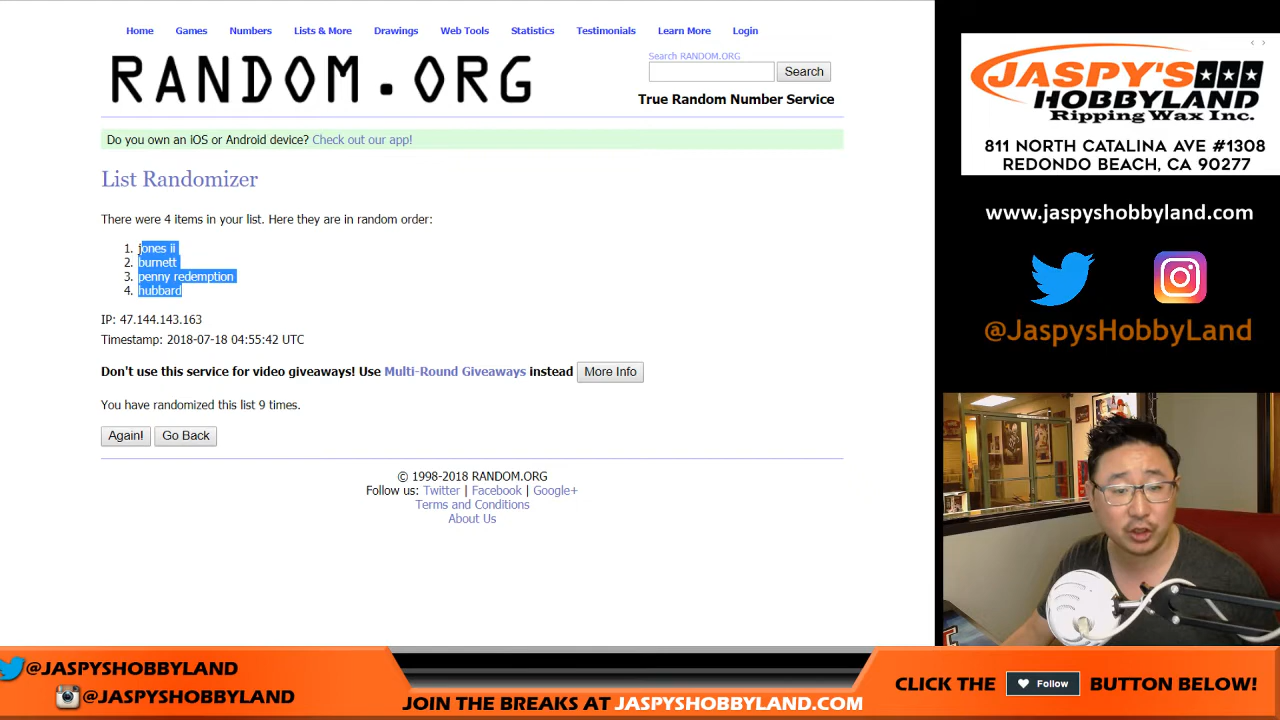 Home Games Numbers Lists & More Drawings Web Tools Statistics Testimonials Learn More Login
RANDOM.ORG
Search RANDOM.ORG
Search
True Random Number Service
Do you own an iOS or Android device? Check out our app!
List Randomizer
There were 4 items in your list. Here they are in random order:
1. jones ii
2. burnett
3. penny redemption
4. hubbard
IP: 47.144.143.163
Timestamp: 2018-07-18 04:55:42 UTC
Don't use this service for video giveaways! Use Multi-Round Giveaways instead More Info
You have randomized this list 9 times.
Again! Go Back
© 1998-2018 RANDOM.ORG
Follow us: Twitter | Facebook | Google+
Terms and Conditions
About Us
JASPY'S
HOBBYLAND
Ripping Wax Inc.
811 NORTH CATALINA AVE #1308
REDONDO BEACH, CA 90277
www.jaspyshobbyland.com
@JaspysHobbyLand
@JASPYSHOBBYLAND
@JASPYSHOBBYLAND
JOIN THE BREAKS AT JASPYSHOBBYLAND.COM
CLICK THE Follow BUTTON BELOW!